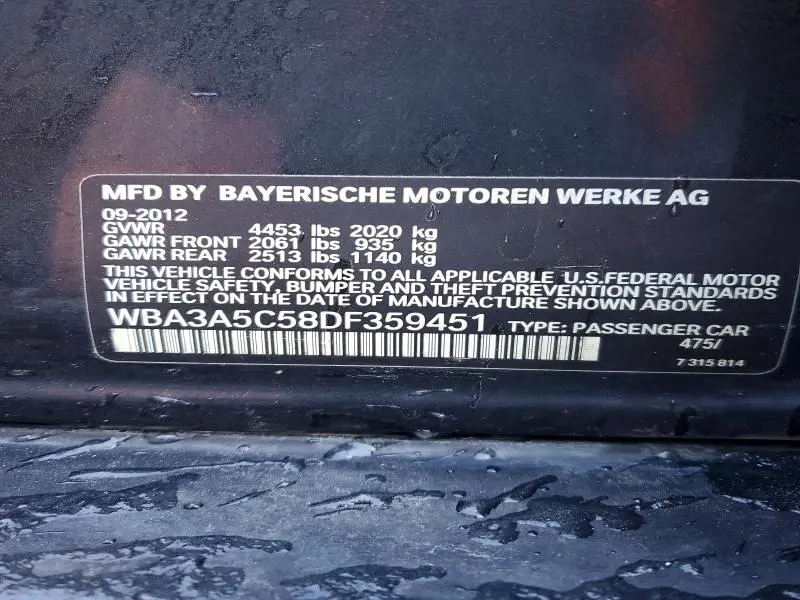 MFD BY BAYERISCHE MOTOREN WERKE AG
09-2012
GVWR 4453 lbs 2020 kg
GAWR FRONT 2061 lbs 935 kg
GAWR REAR 2513 lbs 1140 kg
THIS VEHICLE CONFORMS TO ALL APPLICABLE U.S.FEDERAL MOTOR
VEHICLE SAFETY, BUMPER AND THEFT PREVENTION STANDARDS
IN EFFECT ON THE DATE OF MANUFACTURE SHOWN ABOVE.
WBA3A5C58DF359451 TYPE: PASSENGER CAR
475/
7 315 814